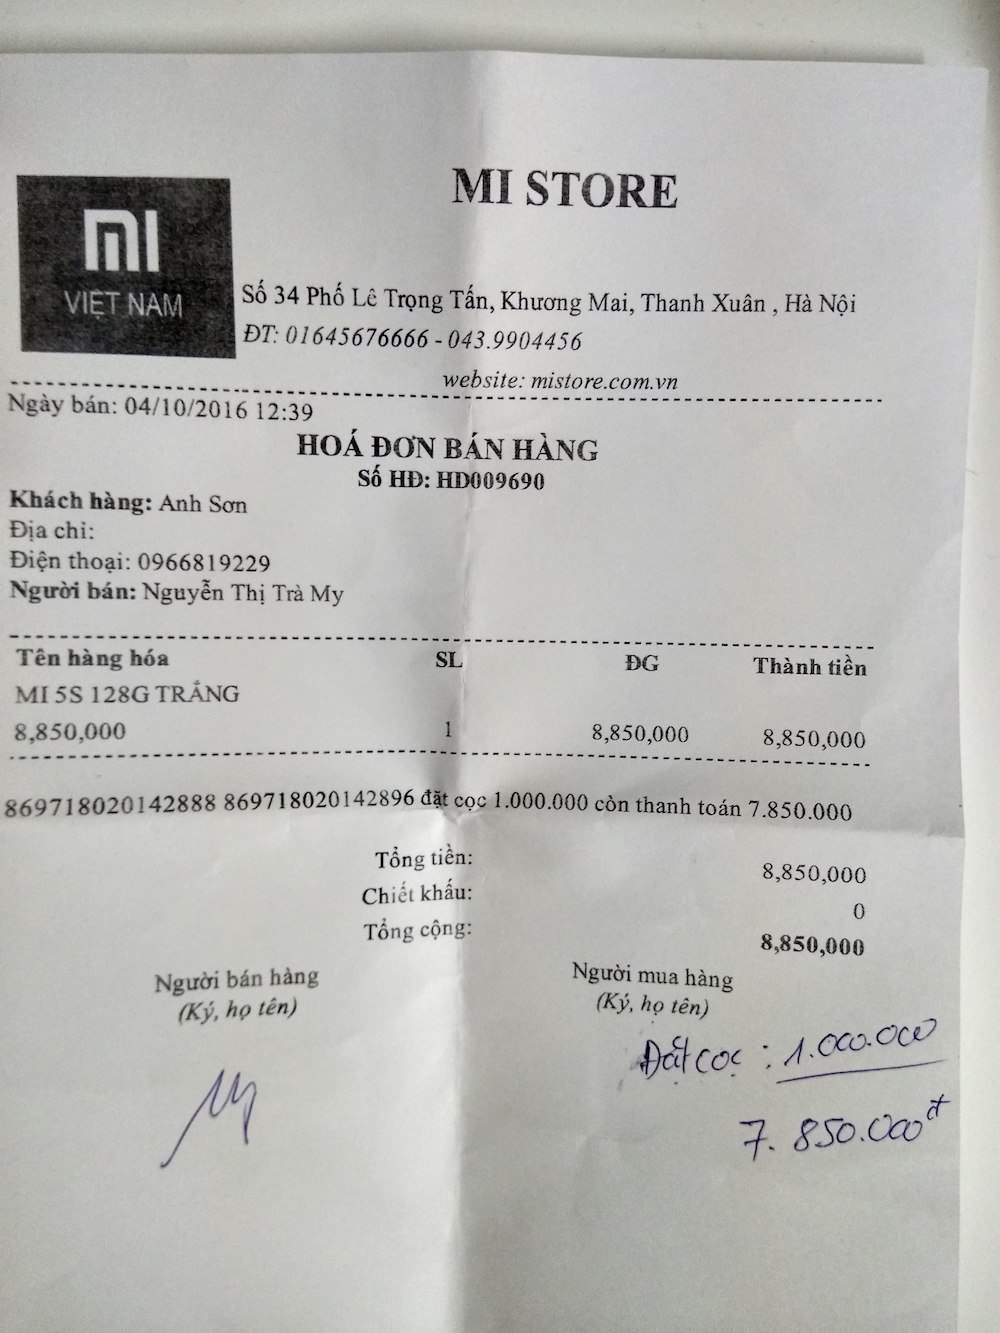 MI STORE
mi
VIỆT NAM
Số 34 Phố Lê Trọng Tấn, Khương Mai, Thanh Xuân , Hà Nội
ĐT: 01645676666 - 043.9904456
website: mistore.com.vn
Ngày bán: 04/10/2016 12:39
HOÁ ĐƠN BÁN HÀNG
Số HĐ: HD009690
Khách hàng: Anh Sơn
Địa chỉ:
Điện thoại: 0966819229
Người bán: Nguyễn Thị Trà My
Tên hàng hóa SL ĐG Thành tiền
MI 5S 128G TRẮNG
8,850,000 1 8,850,000 8,850,000
869718020142888 869718020142896 đặt cọc 1.000.000 còn thanh toán 7.850.000
Tổng tiền: 8,850,000
Chiết khấu: 0
Tổng cộng: 8,850,000
Người bán hàng Người mua hàng
(Ký, họ tên) (Ký, họ tên)
Đặt cọc : 1.000.000
7.850.000đ